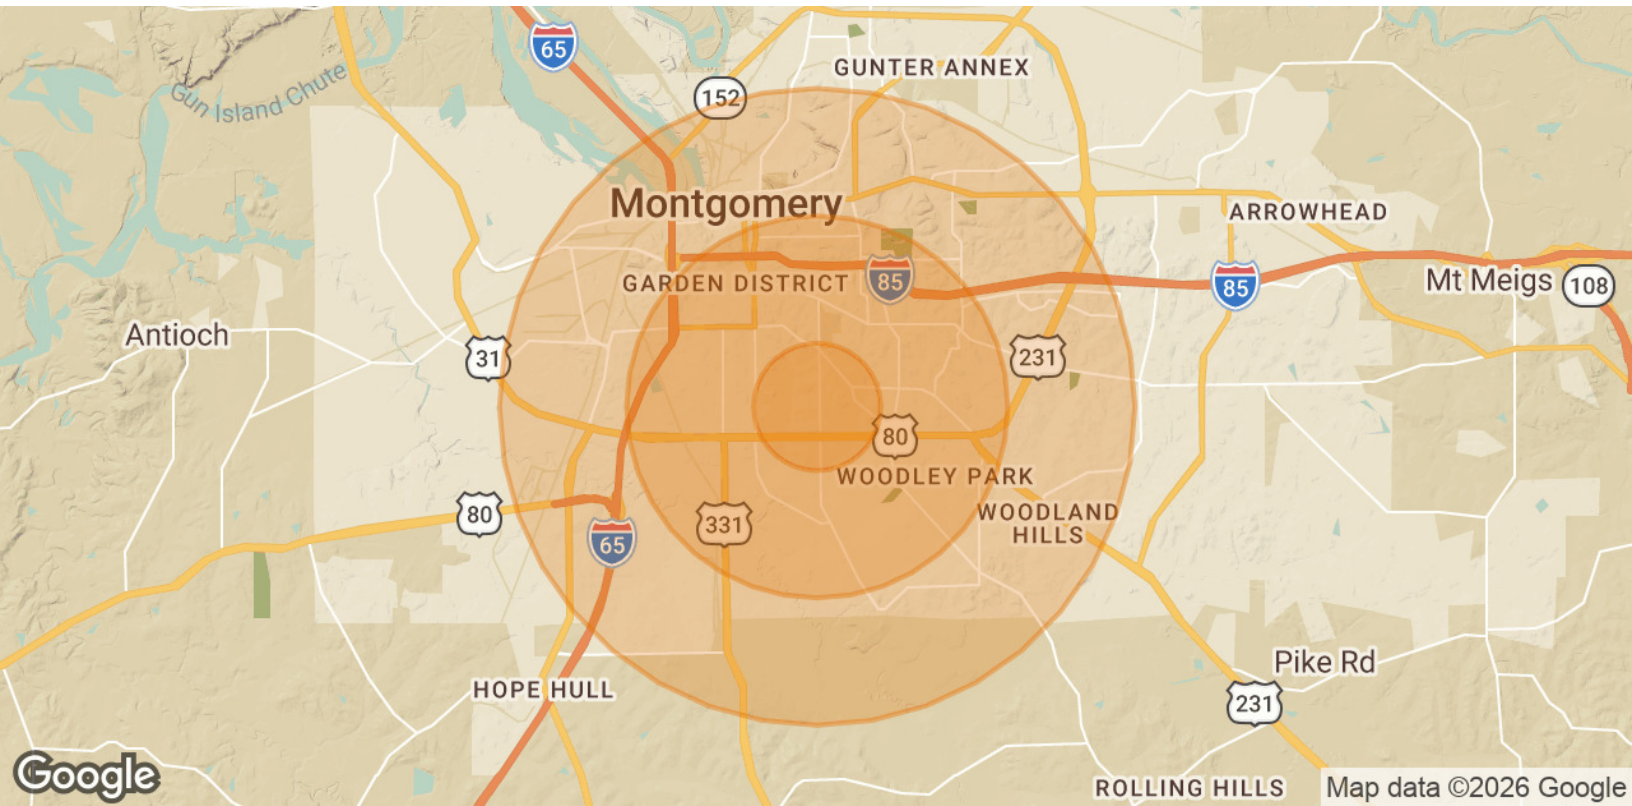 65
GUNTER ANNEX
152
Gun Island Chute
Montgomery
ARROWHEAD
GARDEN DISTRICT
85
85
Mt Meigs
108
Antioch
31
231
80
WOODLEY PARK
80
331
WOODLAND
HILLS
65
Pike Rd
HOPE HULL
231
Google
ROLLING HILLS
Map data ©2026 Google